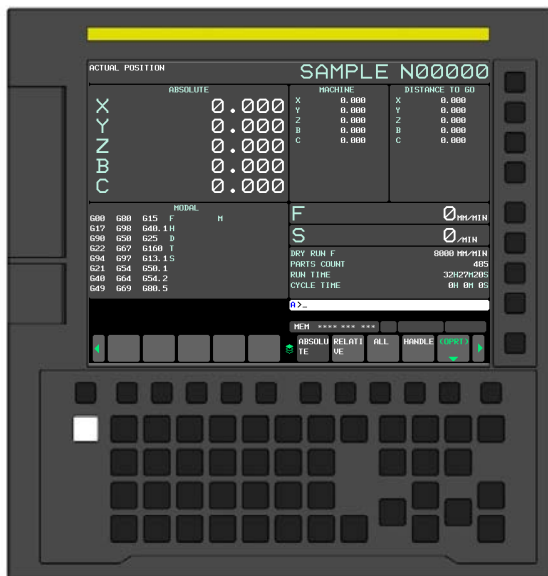 ACTUAL POSITION
SAMPLE N00000
ABSOLUTE
X 0.000
Y 0.000
Z 0.000
B 0.000
C 0.000
MACHINE
X 0.000
Y 0.000
Z 0.000
B 0.000
C 0.000
DISTANCE TO GO
X 0.000
Y 0.000
Z 0.000
B 0.000
C 0.000
MODAL
G00 G80 G15 F M
G17 G98 G40.1 H
G90 G50 G25 D
G22 G67 G160 T
G94 G97 G13.1 S
G21 G54 G50.1
G40 G64 G54.2
G49 G69 G80.5
F 0 MM/MIN
S 0 /MIN
DRY RUN F 8000 MM/MIN
PARTS COUNT 485
RUN TIME 32H27M20S
CYCLE TIME 0H 0M 0S
A>_
MEM **** *** ***
ABSOLU
TE
RELATI
VE
ALL
HANDLE
(OPRT)